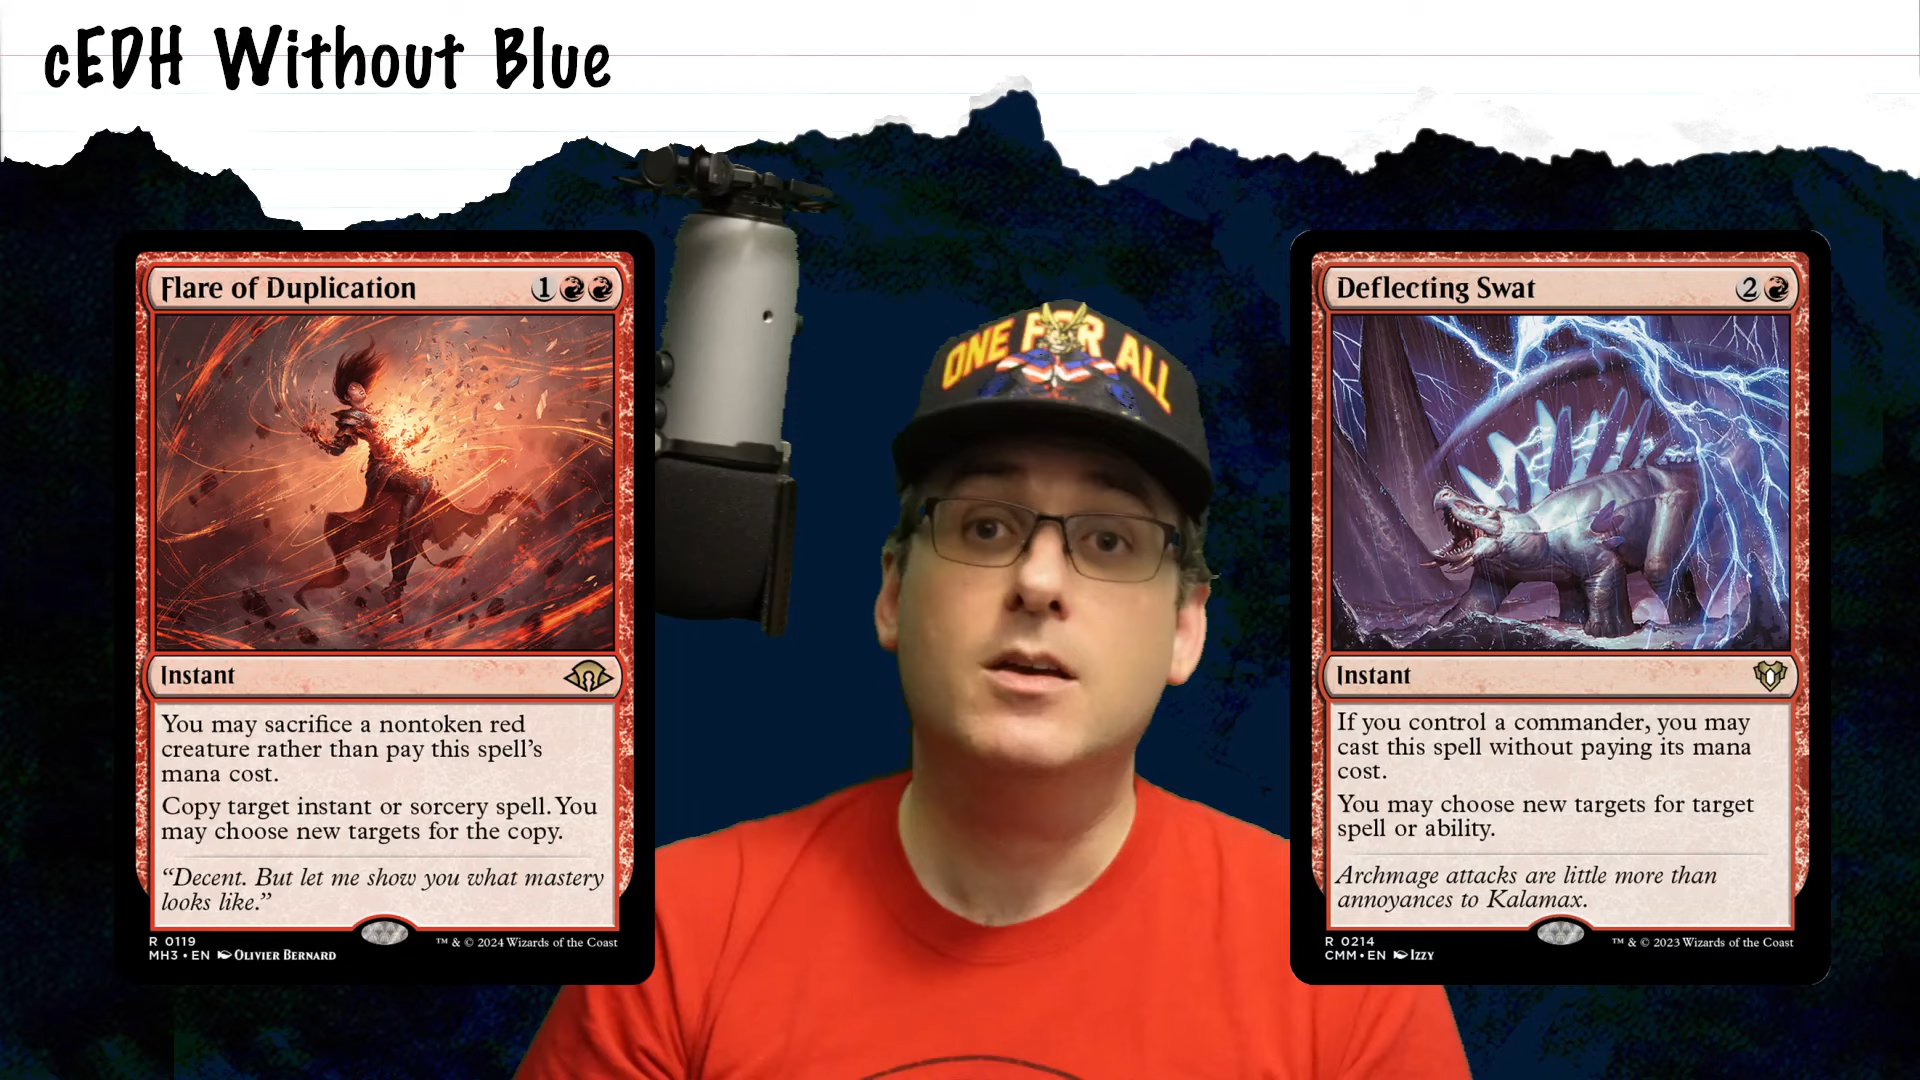 cEDH Without Blue
Flare of Duplication 1
Instant
You may sacrifice a nontoken red
creature rather than pay this spell's
mana cost.
Copy target instant or sorcery spell. You
may choose new targets for the copy.
“Decent. But let me show you what mastery
looks like.”
R 0119
MH3 • EN OLIVIER BERNARD
™ & © 2024 Wizards of the Coast
ONE FOR ALL
Deflecting Swat 2
Instant
If you control a commander, you may
cast this spell without paying its mana
cost.
You may choose new targets for target
spell or ability.
Archmage attacks are little more than
annoyances to Kalamax.
R 0214
CMM • EN IZZY
™ & © 2023 Wizards of the Coast